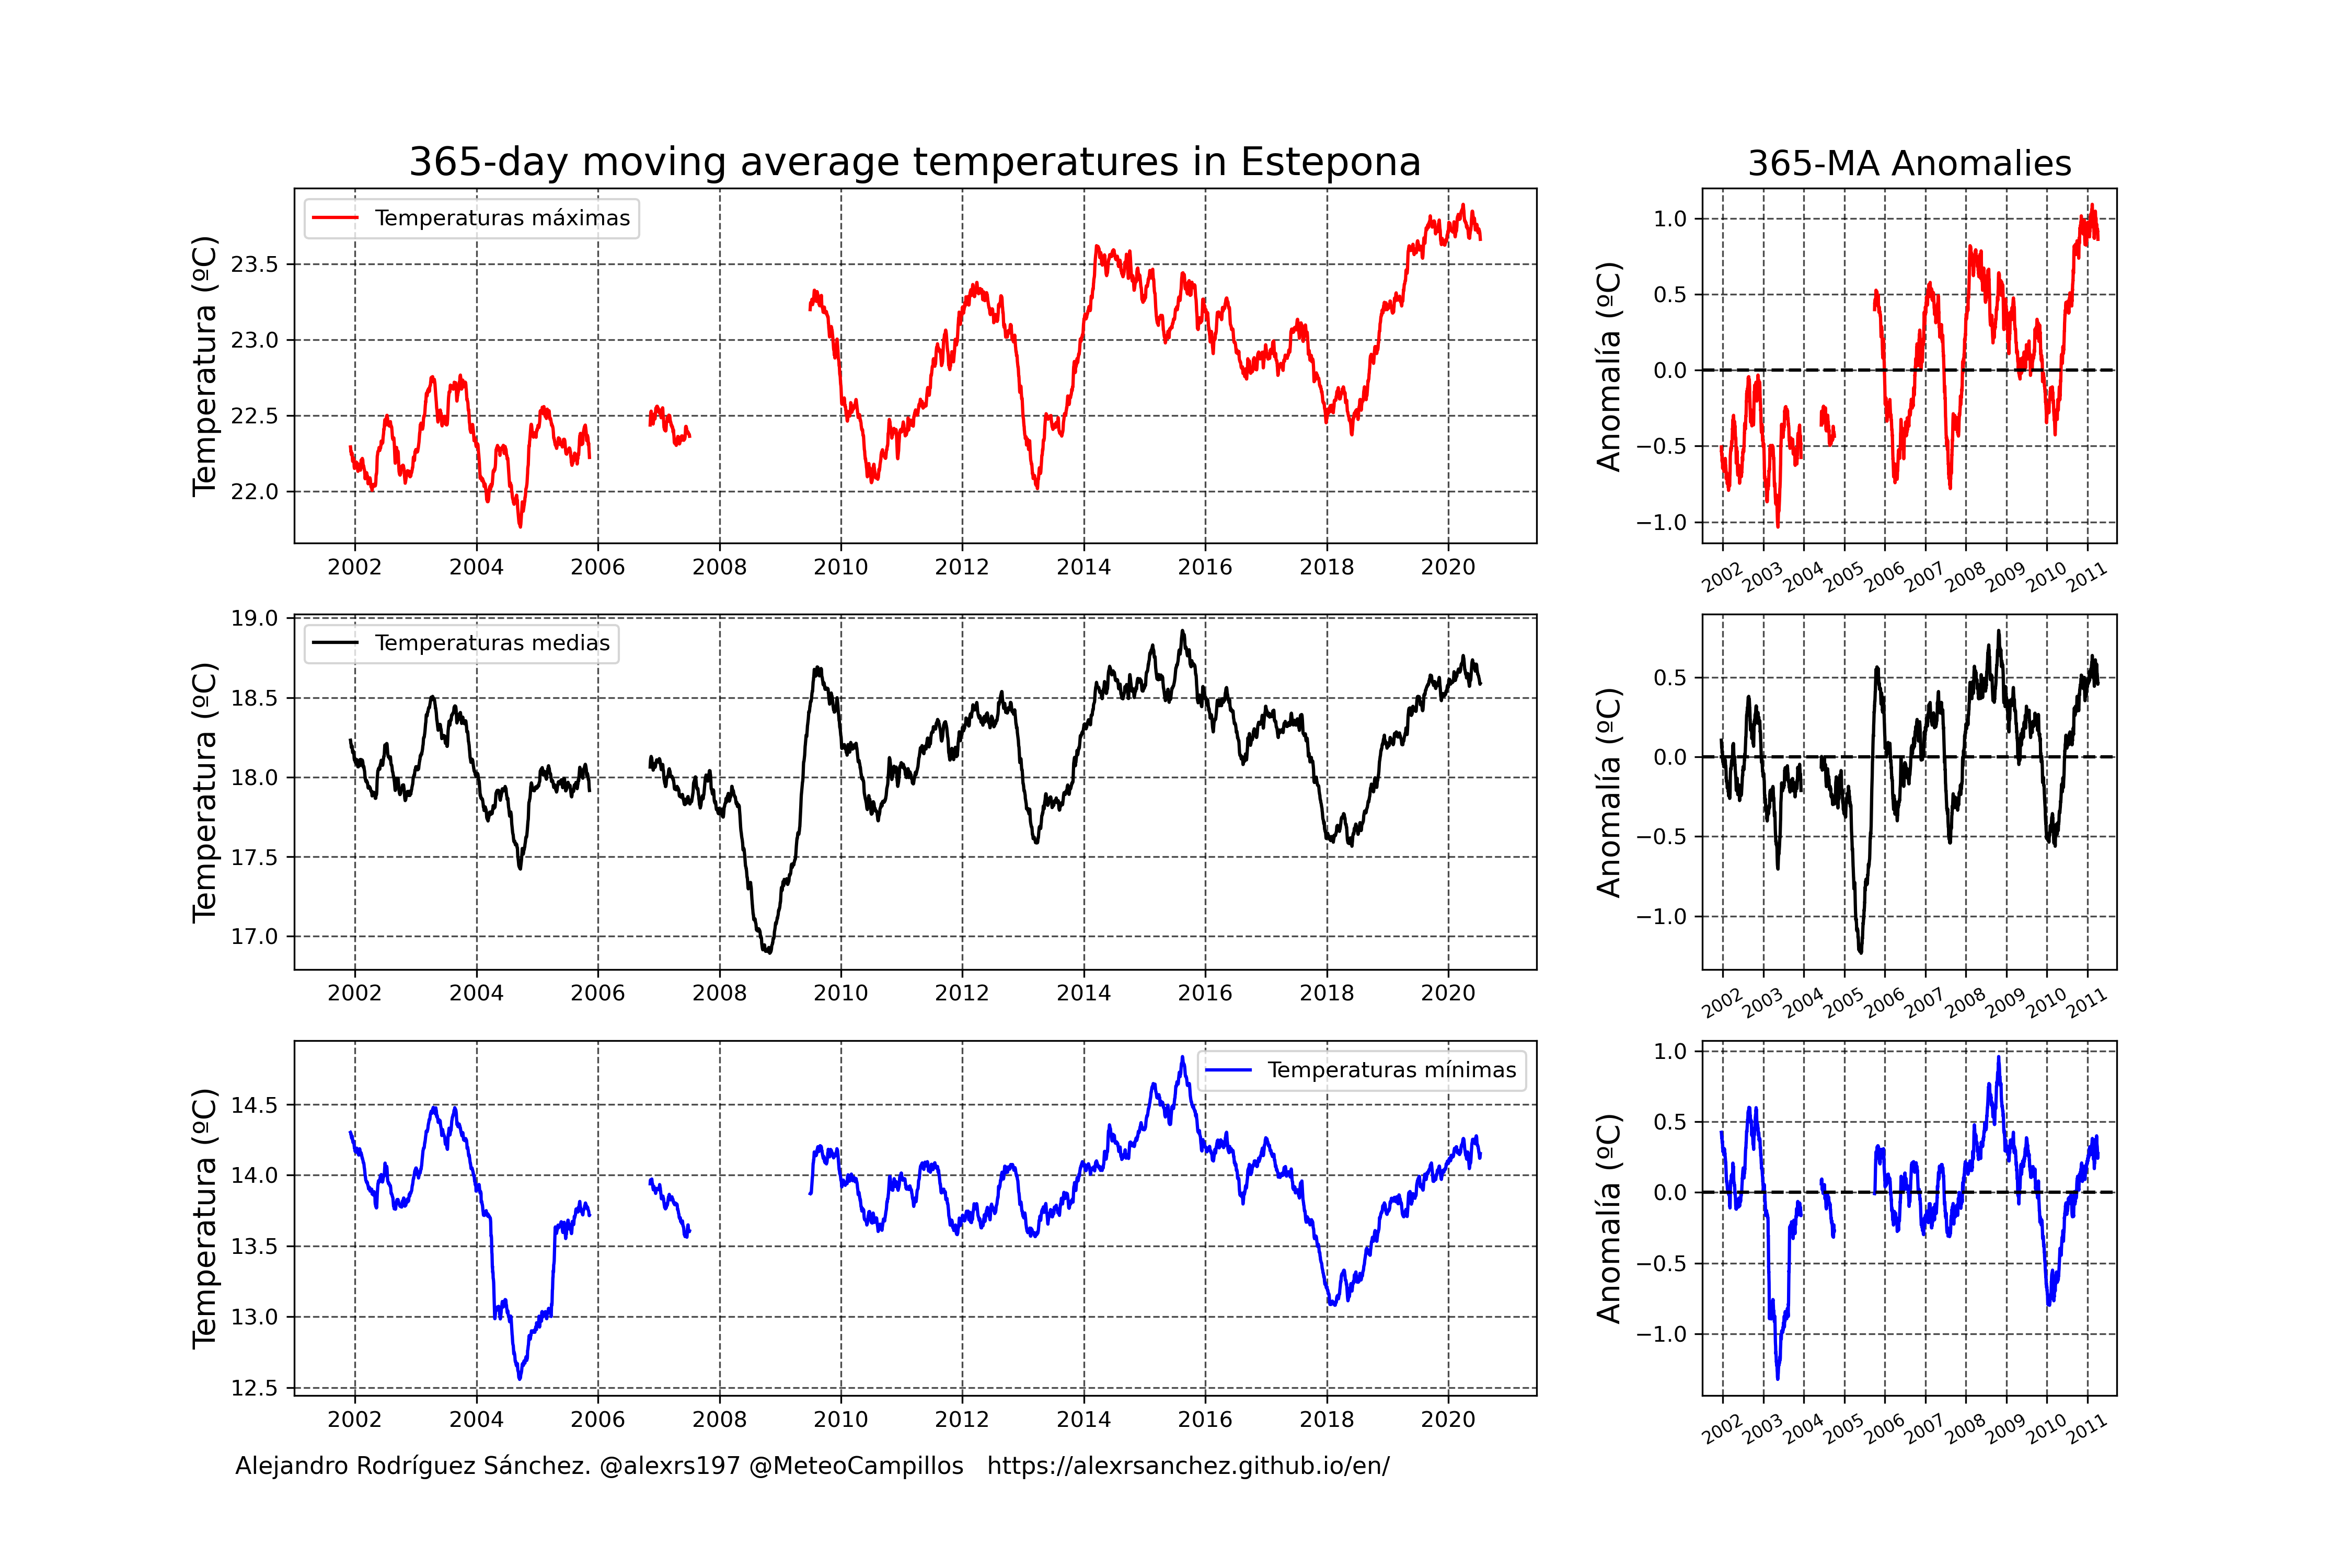 365-day moving average temperatures in Estepona
365-MA Anomalies
Temperaturas máximas
Temperatura (ºC)
23.5
23.0
22.5
22.0
2002 2004 2006 2008 2010 2012 2014 2016 2018 2020
Anomalía (ºC)
1.0
0.5
0.0
−0.5
−1.0
2002 2003 2004 2005 2006 2007 2008 2009 2010 2011
Temperaturas medias
Temperatura (ºC)
19.0
18.5
18.0
17.5
17.0
2002 2004 2006 2008 2010 2012 2014 2016 2018 2020
Anomalía (ºC)
0.5
0.0
−0.5
−1.0
2002 2003 2004 2005 2006 2007 2008 2009 2010 2011
Temperaturas mínimas
Temperatura (ºC)
14.5
14.0
13.5
13.0
12.5
2002 2004 2006 2008 2010 2012 2014 2016 2018 2020
Anomalía (ºC)
1.0
0.5
0.0
−0.5
−1.0
2002 2003 2004 2005 2006 2007 2008 2009 2010 2011
Alejandro Rodríguez Sánchez. @alexrs197 @MeteoCampillos https://alexrsanchez.github.io/en/